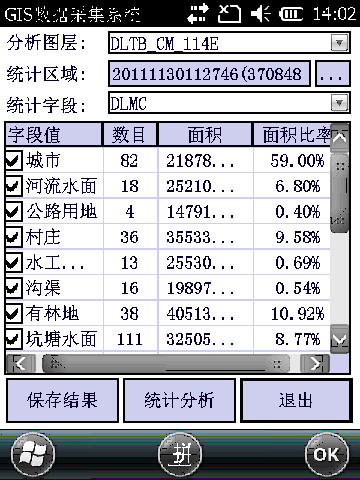 GIS数据采集系统 14:02
分析图层: DLTB_CM_114E
统计区域: 20111130112746(370848 ...
统计字段: DLMC
字段值 数目 面积 面积比率
城市 82 21878... 59.00%
河流水面 18 25210... 6.80%
公路用地 4 14791... 0.40%
村庄 36 35533... 9.58%
水工... 13 25530... 0.69%
沟渠 16 19897... 0.54%
有林地 38 40513... 10.92%
坑塘水面 111 32505... 8.77%
保存结果 统计分析 退出
拼 OK